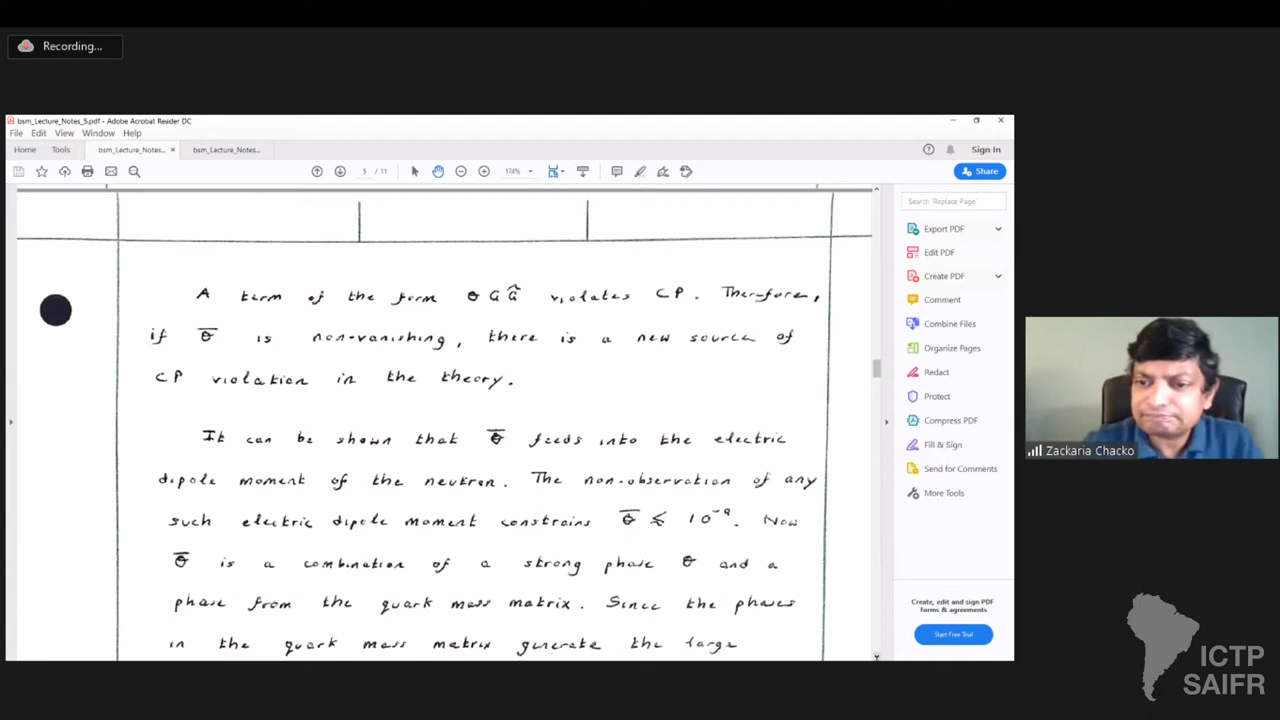 Recording...
bsm_Lecture_Notes_5.pdf - Adobe Acrobat Reader DC
File Edit View Window Help
Home Tools bsm_Lecture_Notes... × bsm_Lecture_Notes... Sign In
5 / 11 174% Share
Search 'Replace Page'
Export PDF
Edit PDF
Create PDF
Comment
Combine Files
Organize Pages
Redact
Protect
Compress PDF
Fill & Sign
Send for Comments
More Tools
Create, edit and sign PDF
forms & agreements
Start Free Trial
A term of the form θ G G̃ violates CP. Therefore,
if θ̄ is non-vanishing, there is a new source of
CP violation in the theory.
It can be shown that θ̄ feeds into the electric
dipole moment of the neutron. The non-observation of any
such electric dipole moment constrains θ̄ ≲ 10⁻⁹. Now
θ̄ is a combination of a strong phase θ and a
phase from the quark mass matrix. Since the phases
in the quark mass matrix generate the large
Zackaria Chacko
ICTP
SAIFR